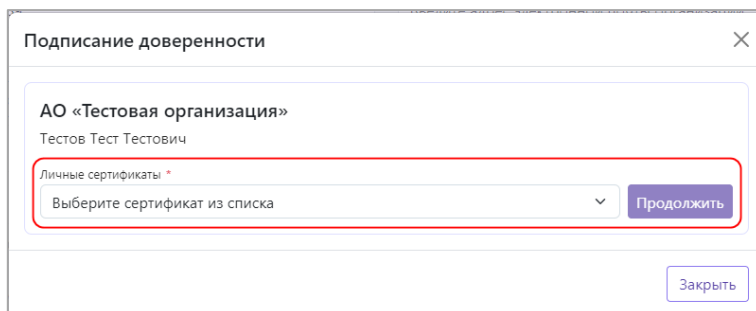 Подписание доверенности
АО «Тестовая организация»
Тестов Тест Тестович
Личные сертификаты *
Выберите сертификат из списка
Продолжить
Закрыть